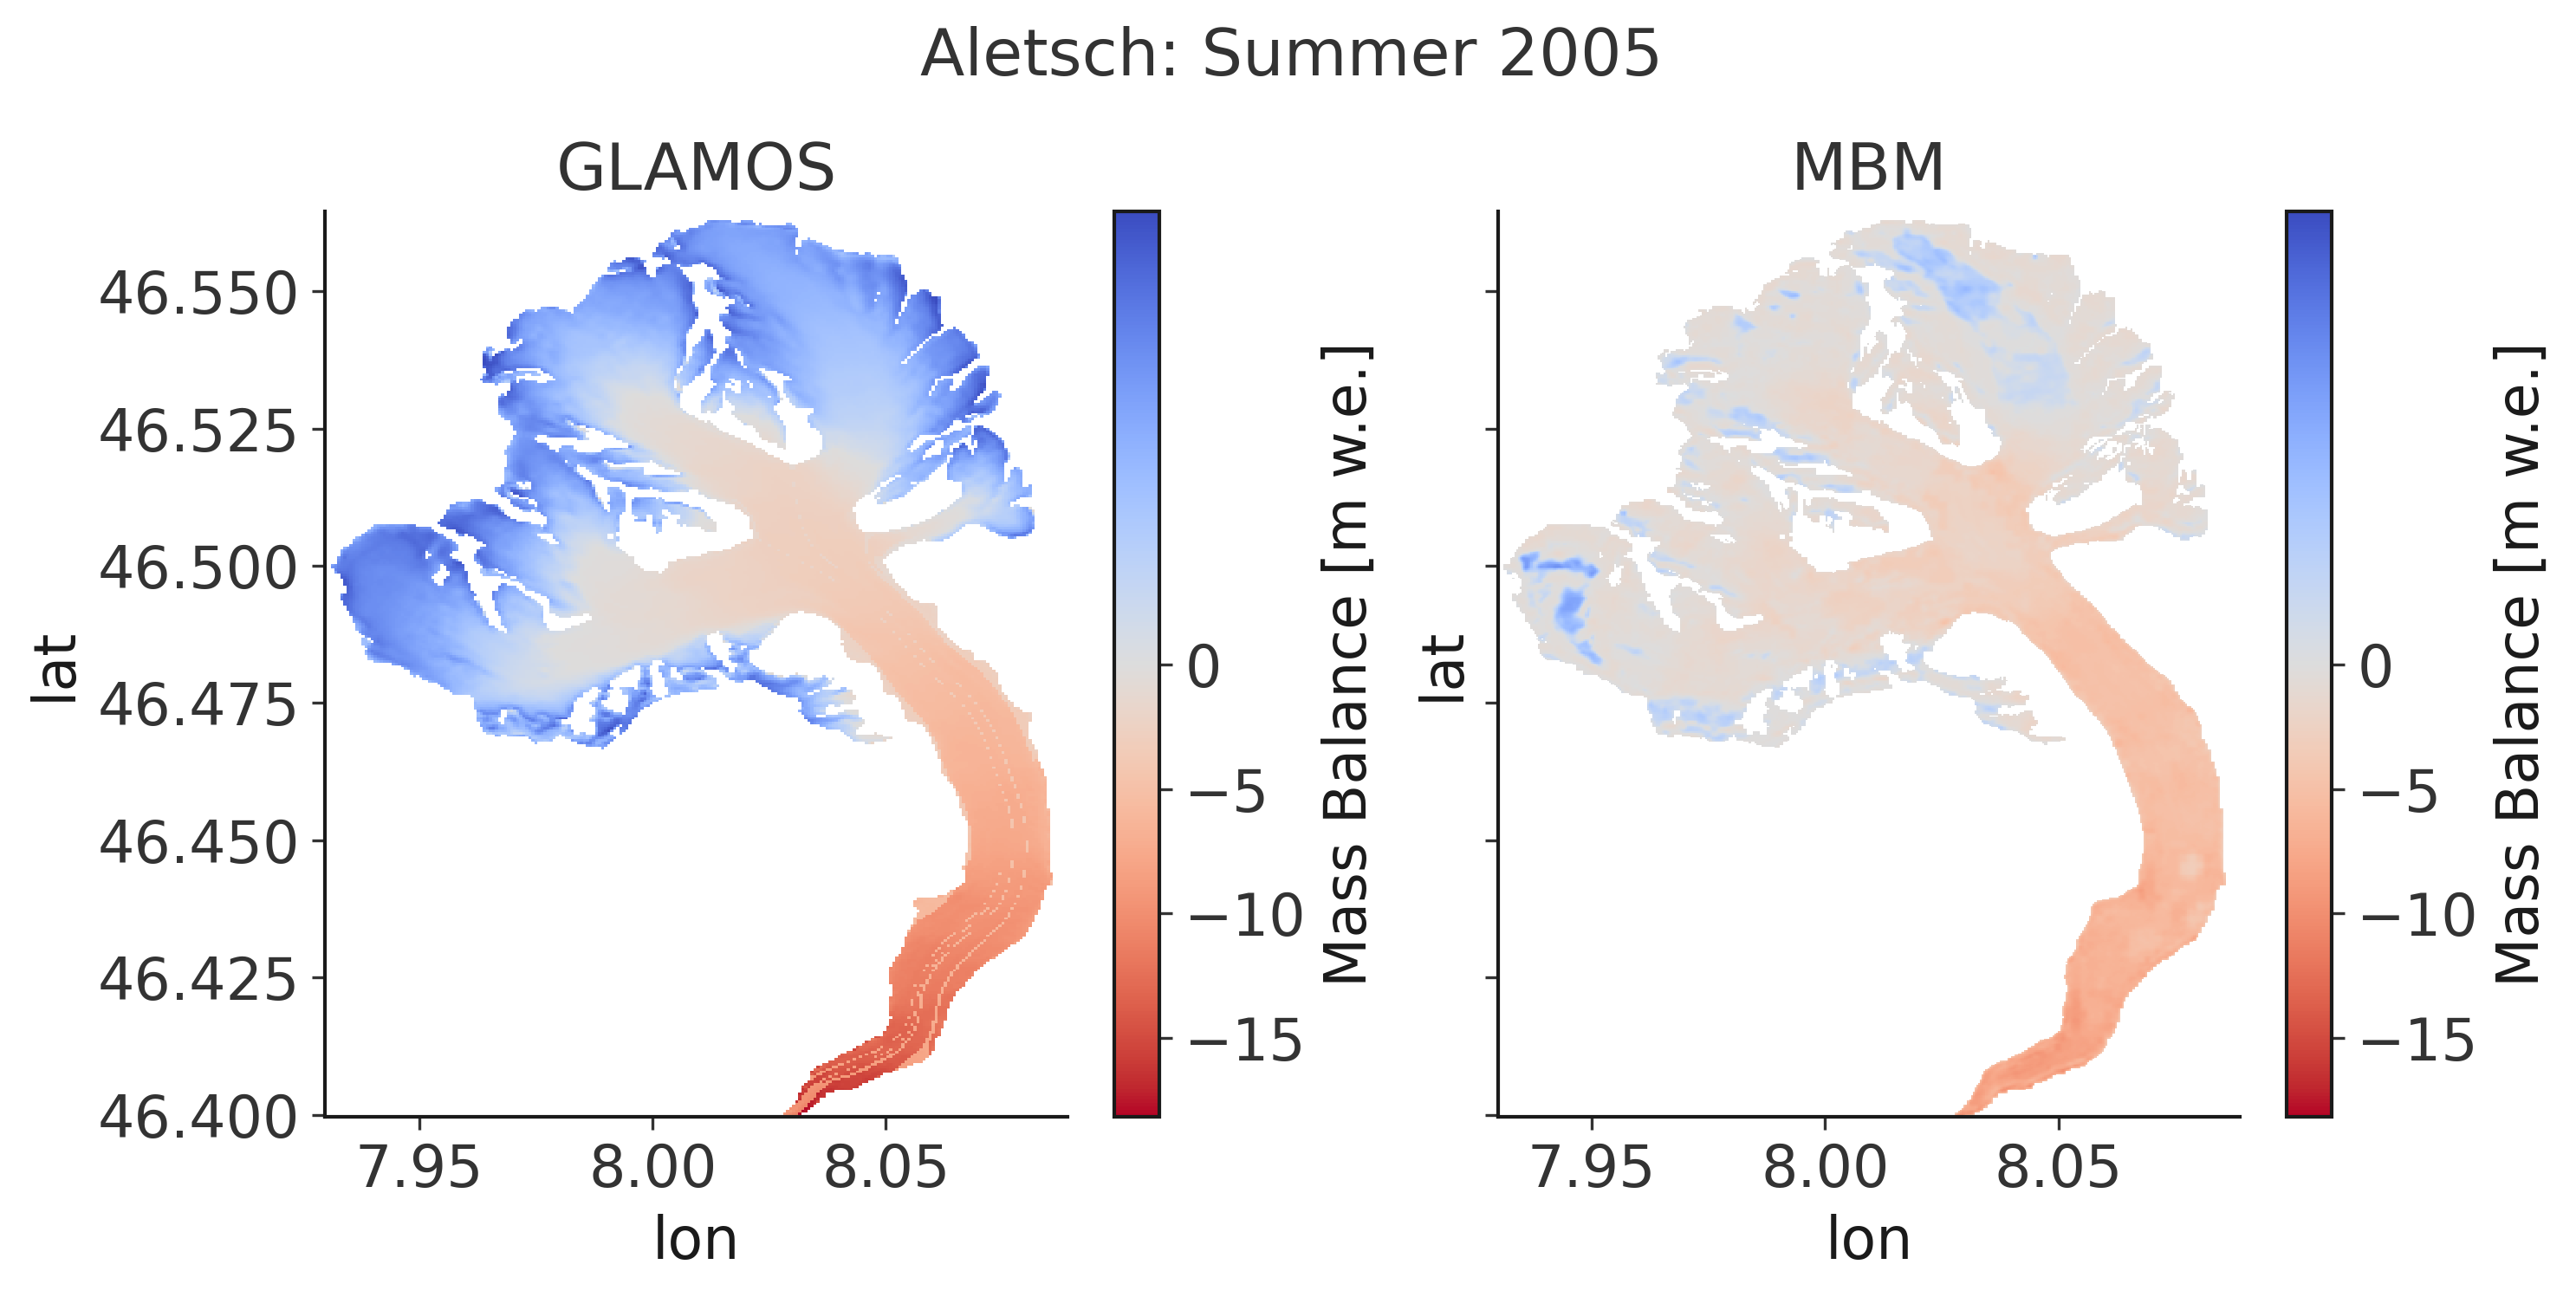 Aletsch: Summer 2005
GLAMOS
46.550
46.525
46.500
46.475
46.450
46.425
46.400
lat
7.95 8.00 8.05
lon
0
−5
−10
−15
Mass Balance [m w.e.]
MBM
lat
7.95 8.00 8.05
lon
0
−5
−10
−15
Mass Balance [m w.e.]